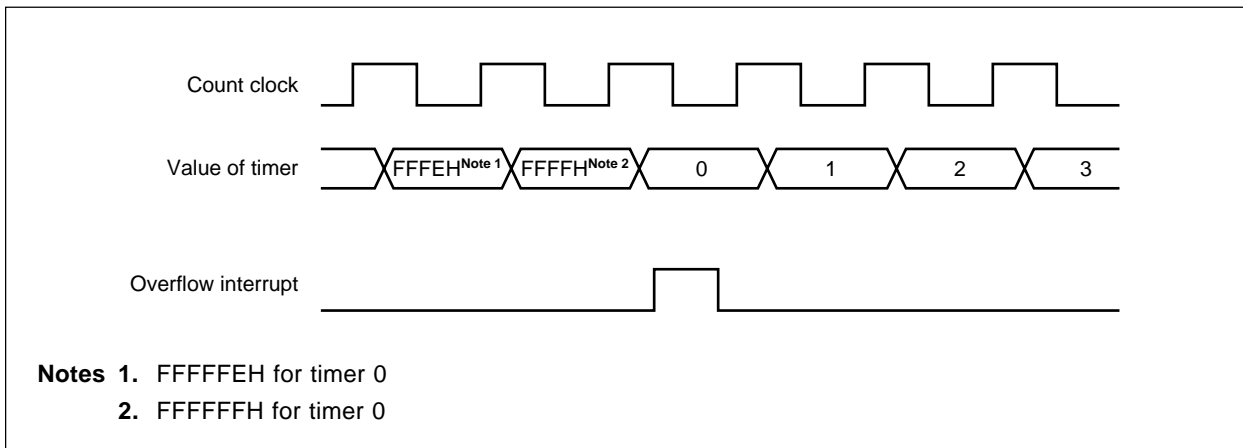 Count clock
Value of timer FFFEHNote 1 FFFFHNote 2 0 1 2 3
Overflow interrupt
Notes 1. FFFFFEH for timer 0
2. FFFFFFH for timer 0